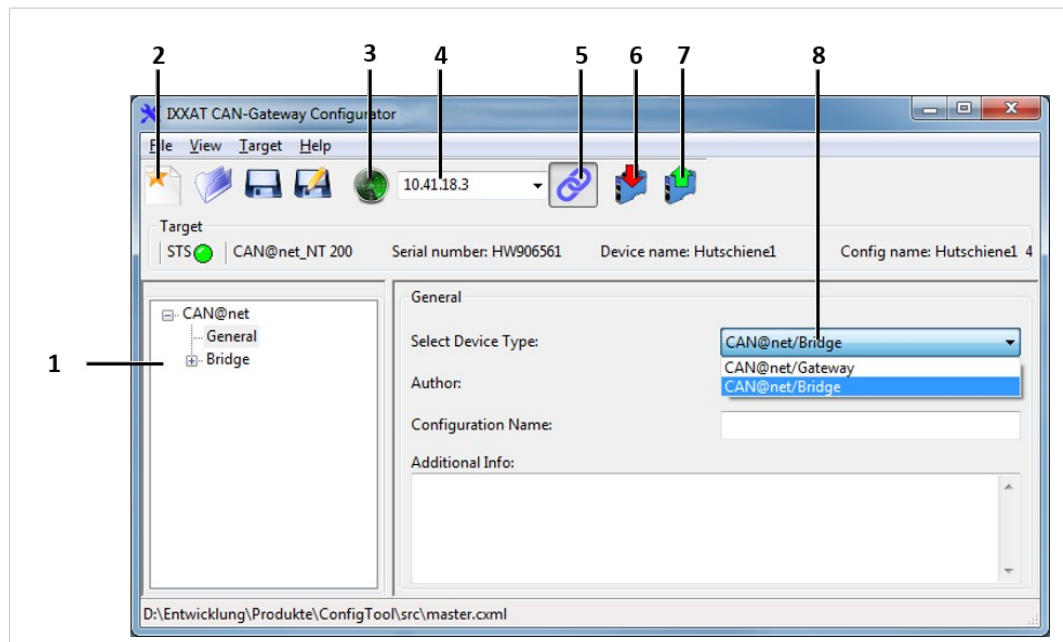 2 3 4 5 6 7 8
IXXAT CAN-Gateway Configurator
File View Target Help
10.41.18.3
Target
STS CAN@net_NT 200 Serial number: HW906561 Device name: Hutschiene1 Config name: Hutschiene1 4
General
CAN@net
General
Bridge
1
Select Device Type:
CAN@net/Bridge
CAN@net/Gateway
CAN@net/Bridge
Author:
Configuration Name:
Additional Info:
D:\Entwicklung\Produkte\ConfigTool\src\master.cxml